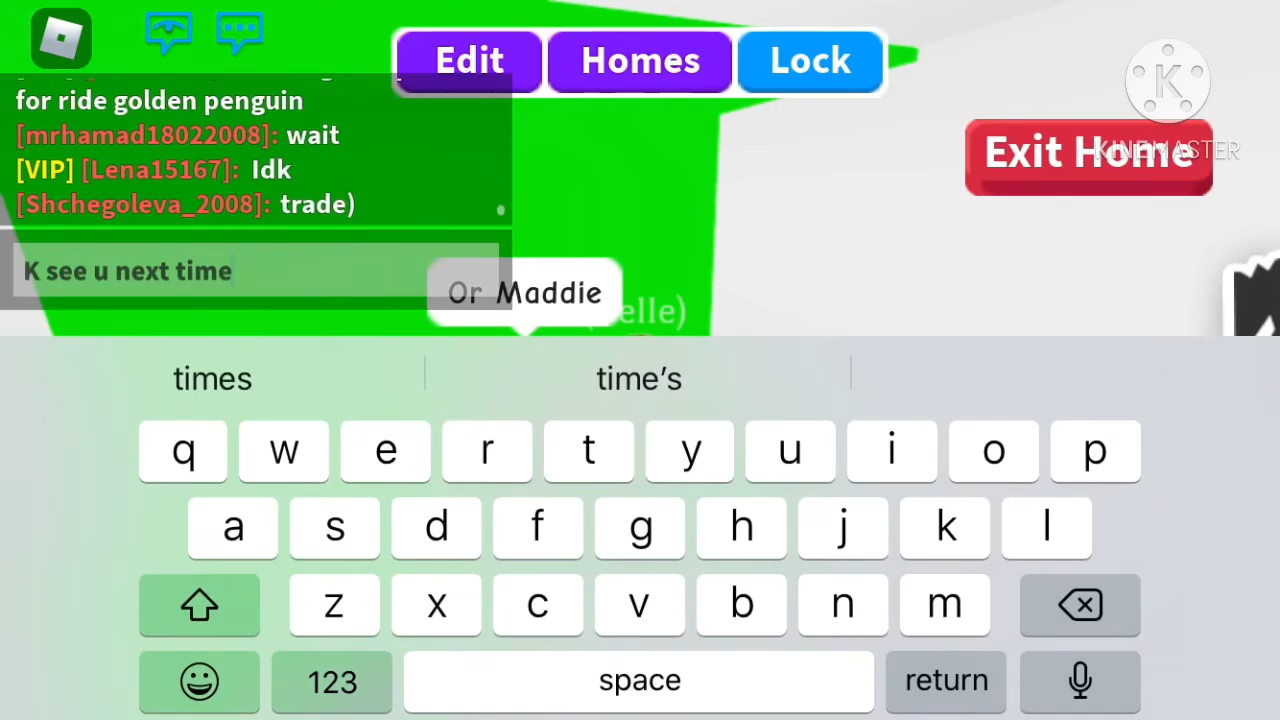 Edit Homes Lock
for ride golden penguin
[mrhamad18022008]: wait
[VIP] [Lena15167]: Idk
[Shchegoleva_2008]: trade)
Exit Home
K
KINEMASTER
K see u next time
Or Maddie
elle)
times time's
q w e r t y u i o p
a s d f g h j k l
z x c v b n m
123 space return